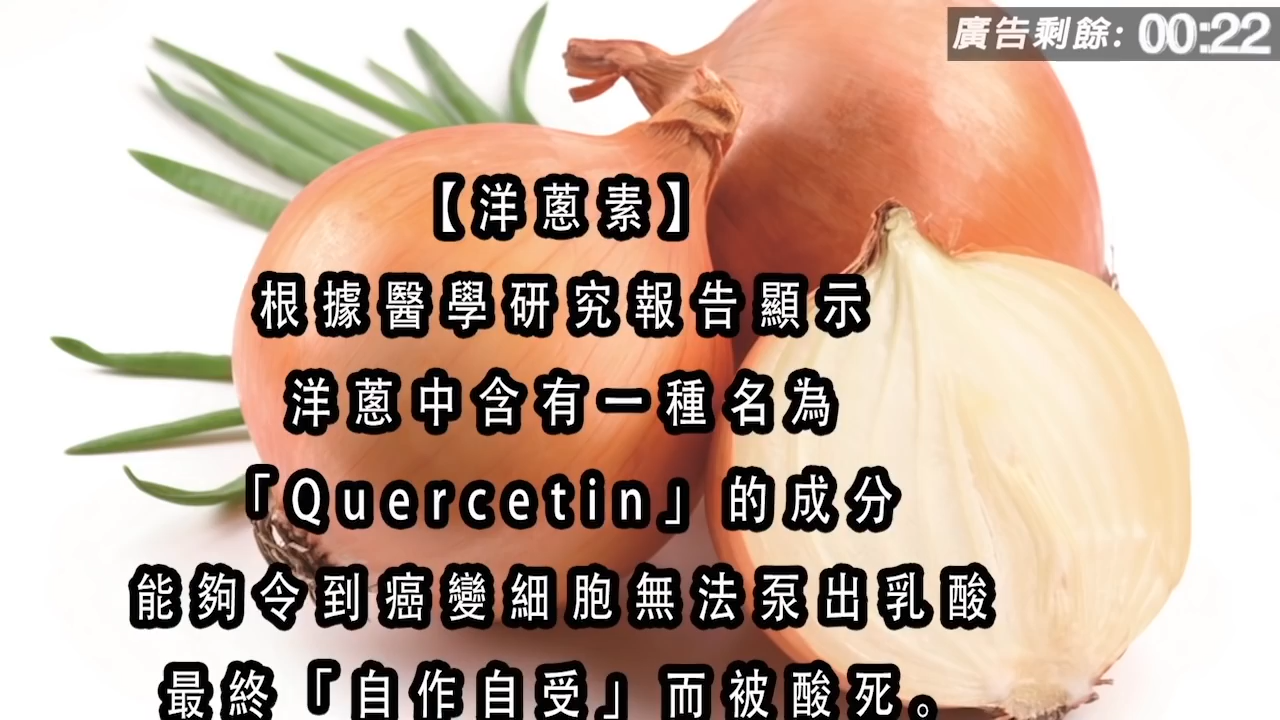 廣告剩餘: 00:22
【洋蔥素】
根據醫學研究報告顯示
洋蔥中含有一種名為
「Quercetin」的成分
能夠令到癌變細胞無法泵出乳酸
最終「自作自受」而被酸死。